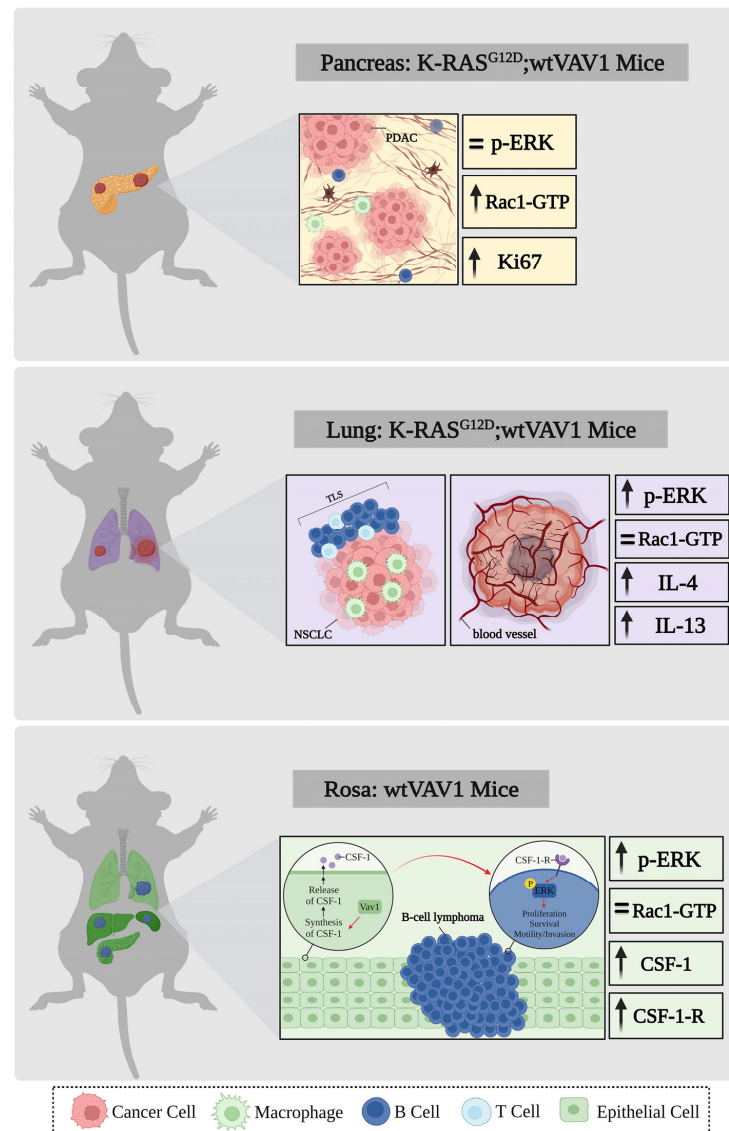 Pancreas: K-RASG12D;wtVAV1 Mice
PDAC
= p-ERK
↑ Rac1-GTP
↑ Ki67
Lung: K-RASG12D;wtVAV1 Mice
TLS
NSCLC
blood vessel
↑ p-ERK
= Rac1-GTP
↑ IL-4
↑ IL-13
Rosa: wtVAV1 Mice
CSF-1
Release
of CSF-1
Vav1
Synthesis
of CSF-1
CSF-1-R
P
ERK
Proliferation
Survival
Motility/Invasion
B-cell lymphoma
↑ p-ERK
= Rac1-GTP
↑ CSF-1
↑ CSF-1-R
Cancer Cell Macrophage B Cell T Cell Epithelial Cell